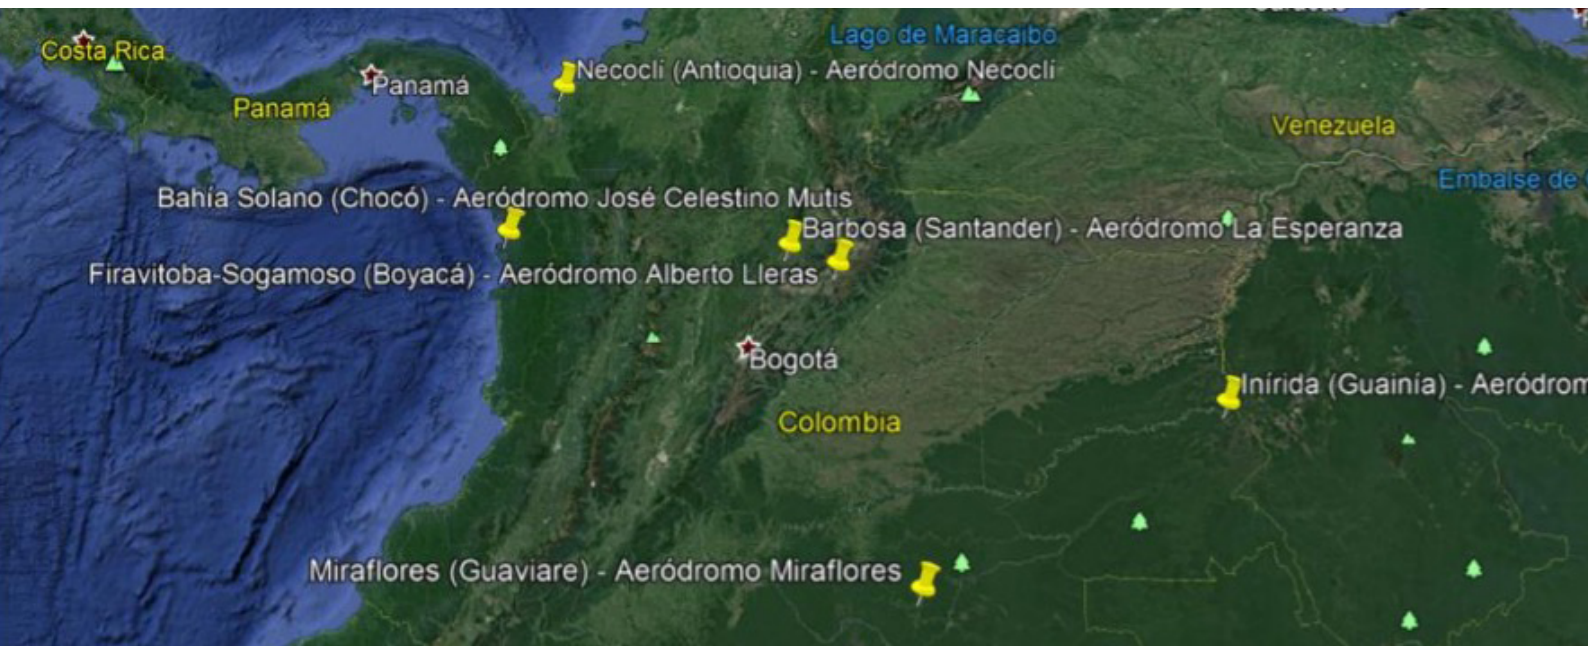 Costa Rica
Panamá
Panamá
Lago de Maracaibo
Necoclí (Antioquia) - Aeródromo Necoclí
Venezuela
Embalse de
Bahía Solano (Chocó) - Aeródromo José Celestino Mutis
Barbosa (Santander) - Aeródromo La Esperanza
Firavitoba-Sogamoso (Boyacá) - Aeródromo Alberto Lleras
Bogotá
Inírida (Guainía) - Aeródrom
Colombia
Miraflores (Guaviare) - Aeródromo Miraflores